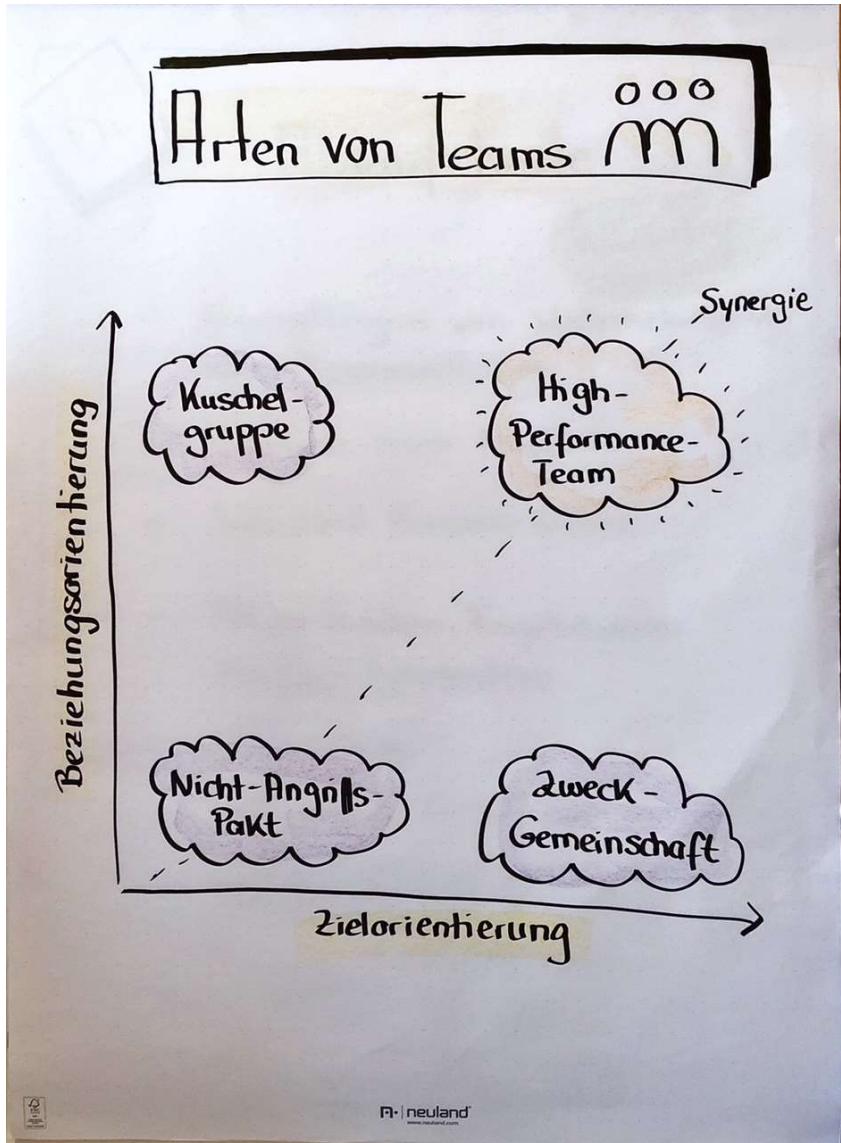 Arten von Teams
Synergie
Kuschel-
gruppe
High-
Performance-
Team
Beziehungsorientierung
Nicht-Angriffs-
Pakt
Zweck-
Gemeinschaft
Zielorientierung
neuland
www.neuland.com